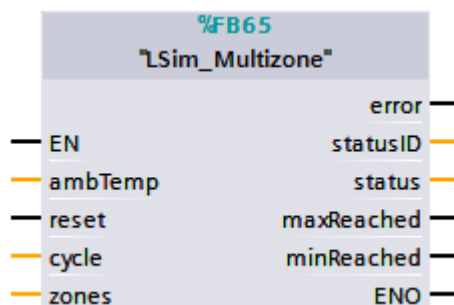 %FB65
"LSim_Multizone"
error
EN statusID
ambTemp status
reset maxReached
cycle minReached
zones ENO